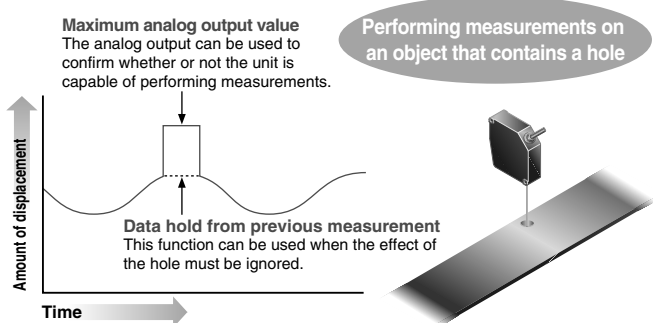 Maximum analog output value
The analog output can be used to
confirm whether or not the unit is
capable of performing measurements.
Performing measurements on
an object that contains a hole
Amount of displacement
Data hold from previous measurement
This function can be used when the effect of
the hole must be ignored.
Time